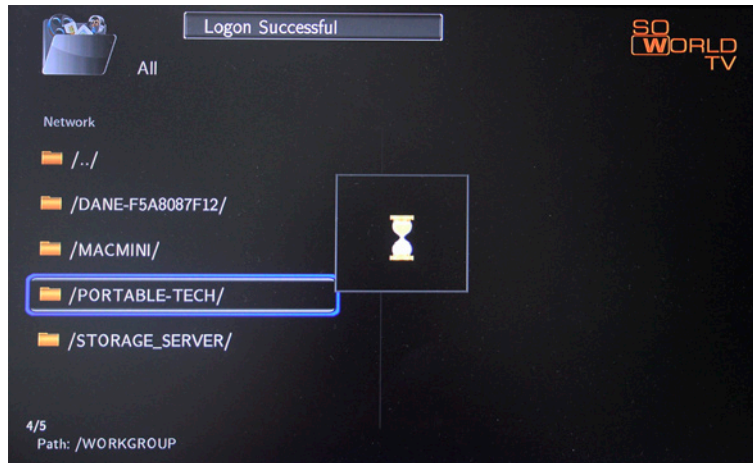 Logon Successful
All
SO
WORLD
TV
Network
/../
/DANE-F5A8087F12/
/MACMINI/
/PORTABLE-TECH/
/STORAGE_SERVER/
4/5
Path: /WORKGROUP